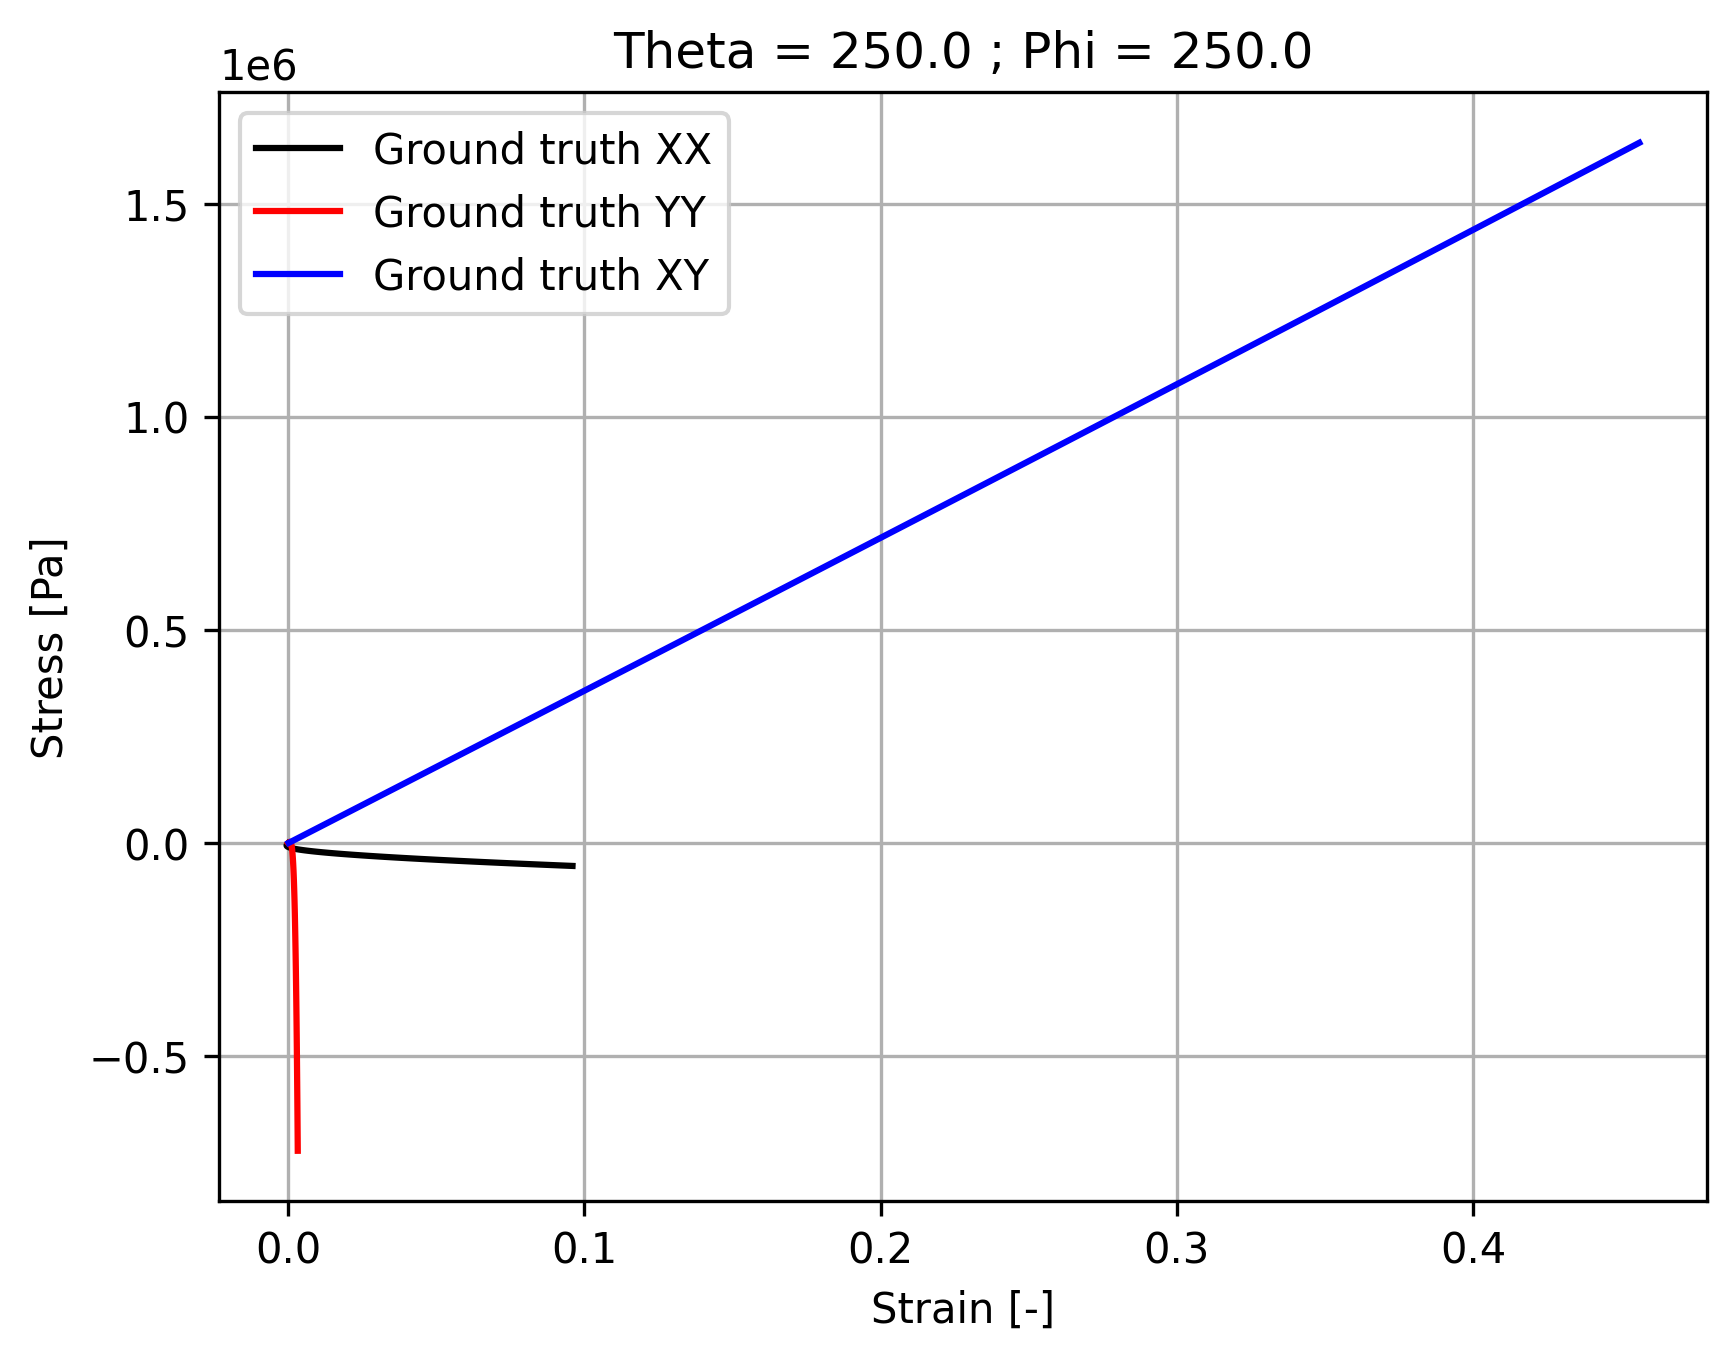 Theta = 250.0 ; Phi = 250.0
1e6
Ground truth XX
Ground truth YY
Ground truth XY
1.5
1.0
0.5
0.0
−0.5
Stress [Pa]
0.0 0.1 0.2 0.3 0.4
Strain [-]